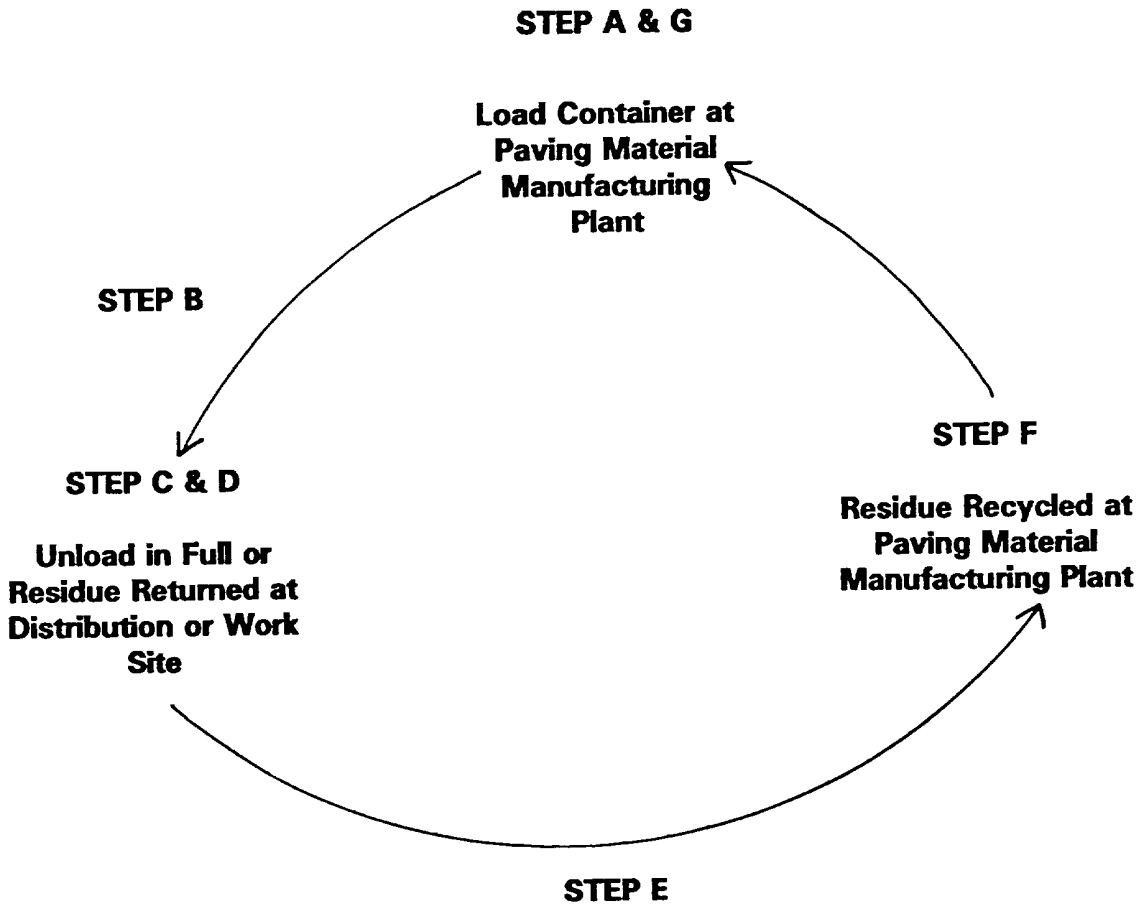 STEP A & G
Load Container at
Paving Material
Manufacturing
Plant
STEP B
STEP C & D
Unload in Full or
Residue Returned at
Distribution or Work
Site
STEP F
Residue Recycled at
Paving Material
Manufacturing Plant
STEP E